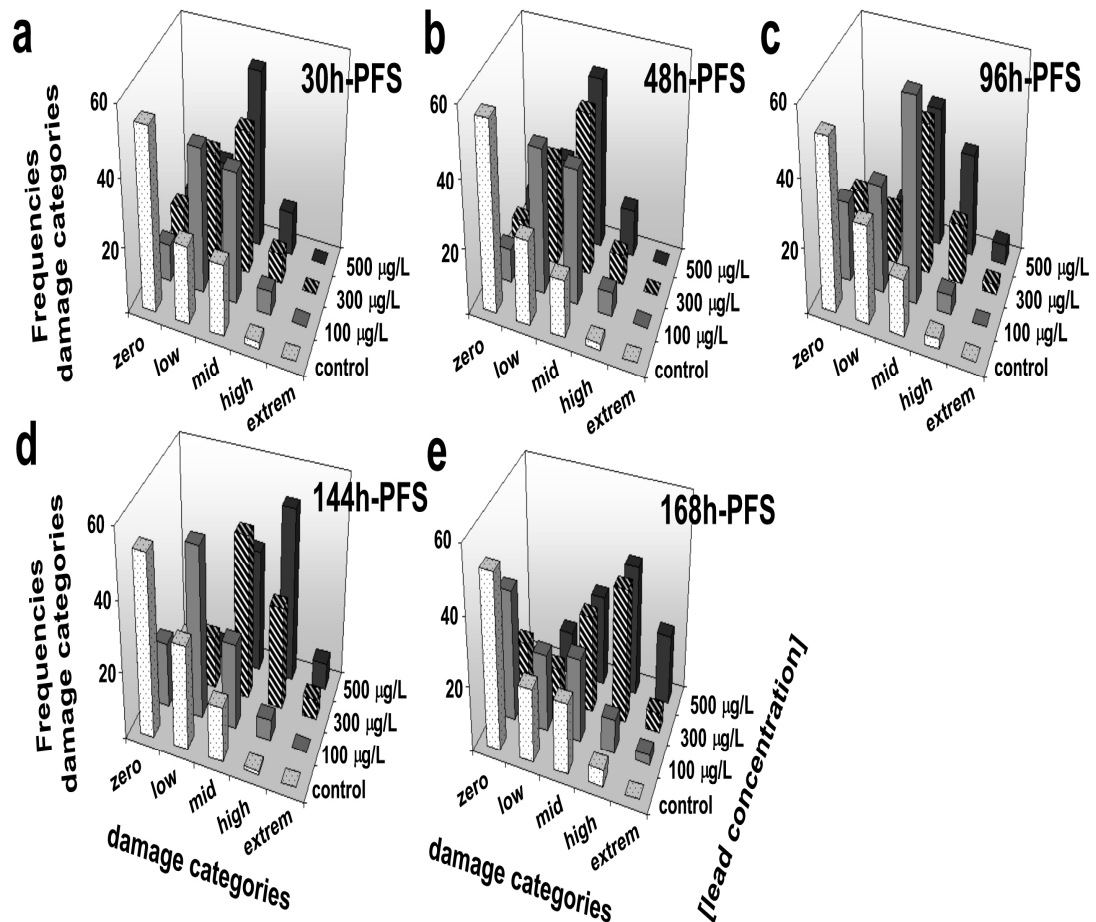 a
30h-PFS
Frequencies
damage categories
60
40
20
zero
low
mid
high
extrem
500 µg/L
300 µg/L
100 µg/L
control
b
48h-PFS
60
40
20
zero
low
mid
high
extrem
500 µg/L
300 µg/L
100 µg/L
control
c
96h-PFS
60
40
20
zero
low
mid
high
extrem
500 µg/L
300 µg/L
100 µg/L
control
d
144h-PFS
Frequencies
damage categories
60
40
20
zero
low
mid
high
extrem
500 µg/L
300 µg/L
100 µg/L
control
damage categories
e
168h-PFS
60
40
20
zero
low
mid
high
extrem
500 µg/L
300 µg/L
100 µg/L
control
damage categories
[lead concentration]